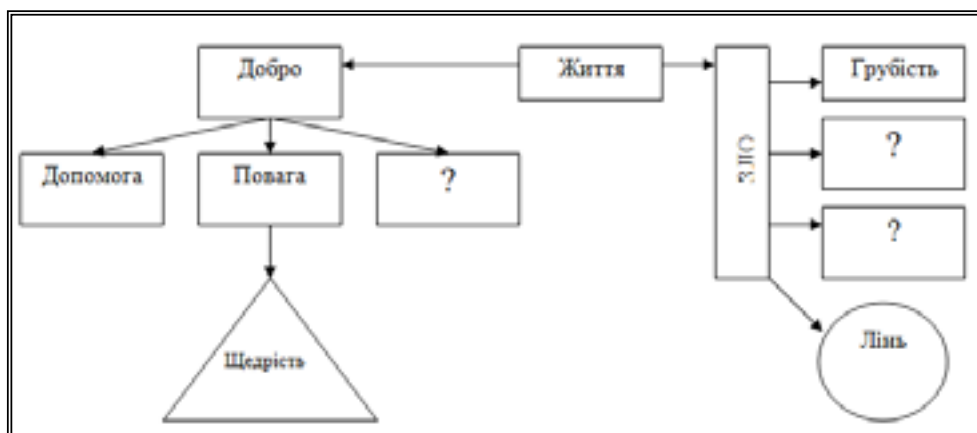 Добро
Життя
Грубість
Допомога
Повага
?
ЗЛО
?
?
Щедрість
Лінь